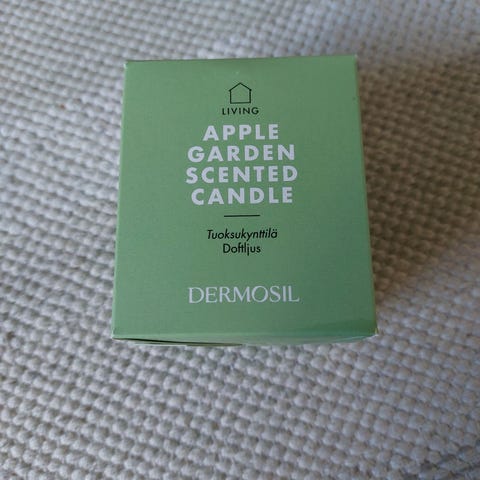 LIVING
APPLE
GARDEN
SCENTED
CANDLE
Tuoksukynttilä
Doftljus
DERMOSIL